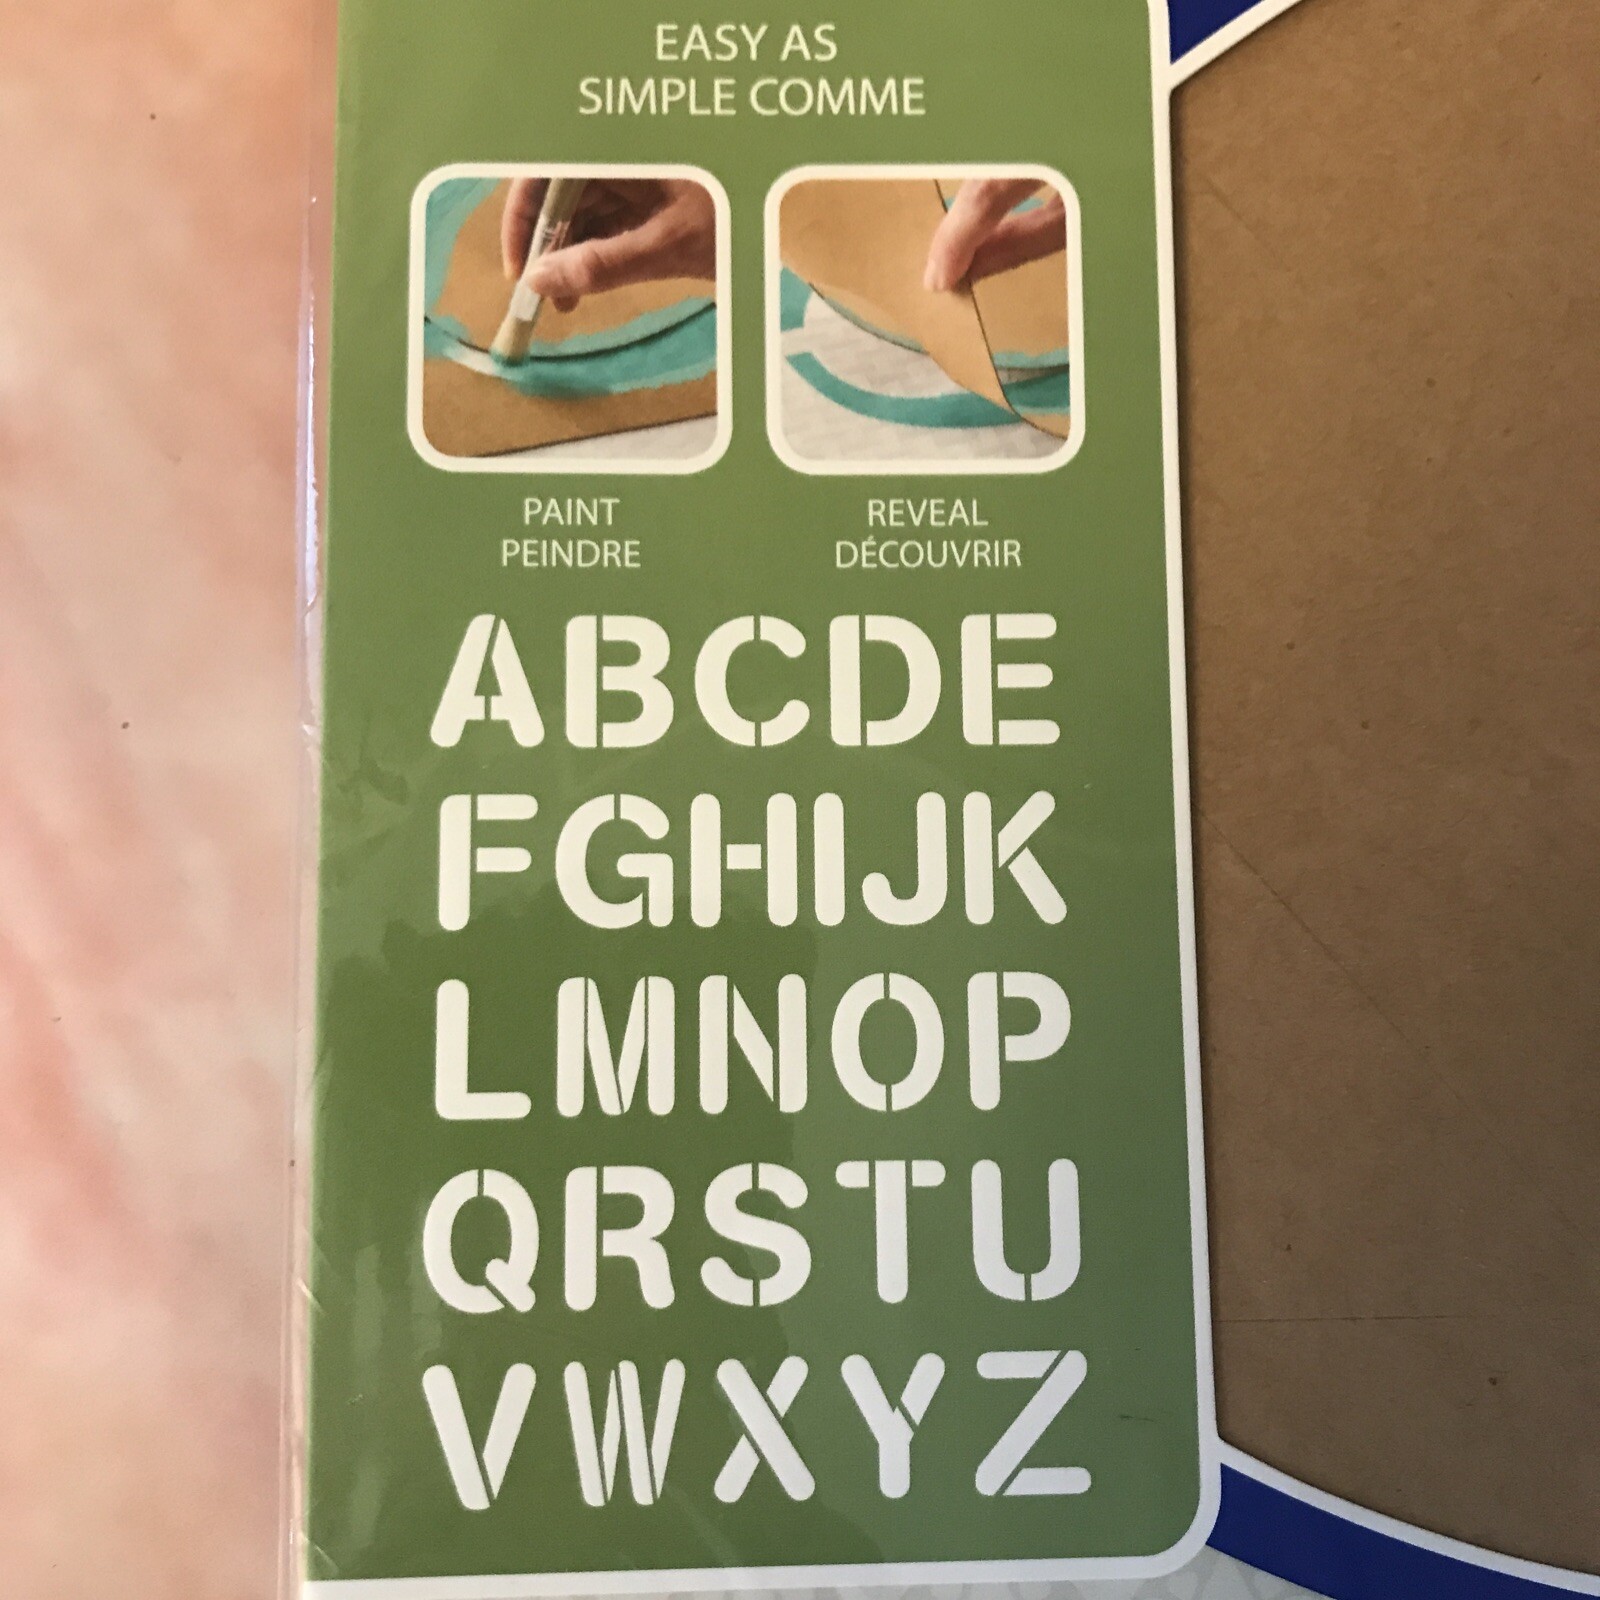 EASY AS
SIMPLE COMME
PAINT
PEINDRE
REVEAL
DÉCOUVRIR
ABCDE
FGHIJK
LMNOP
QRSTU
VWXYZ